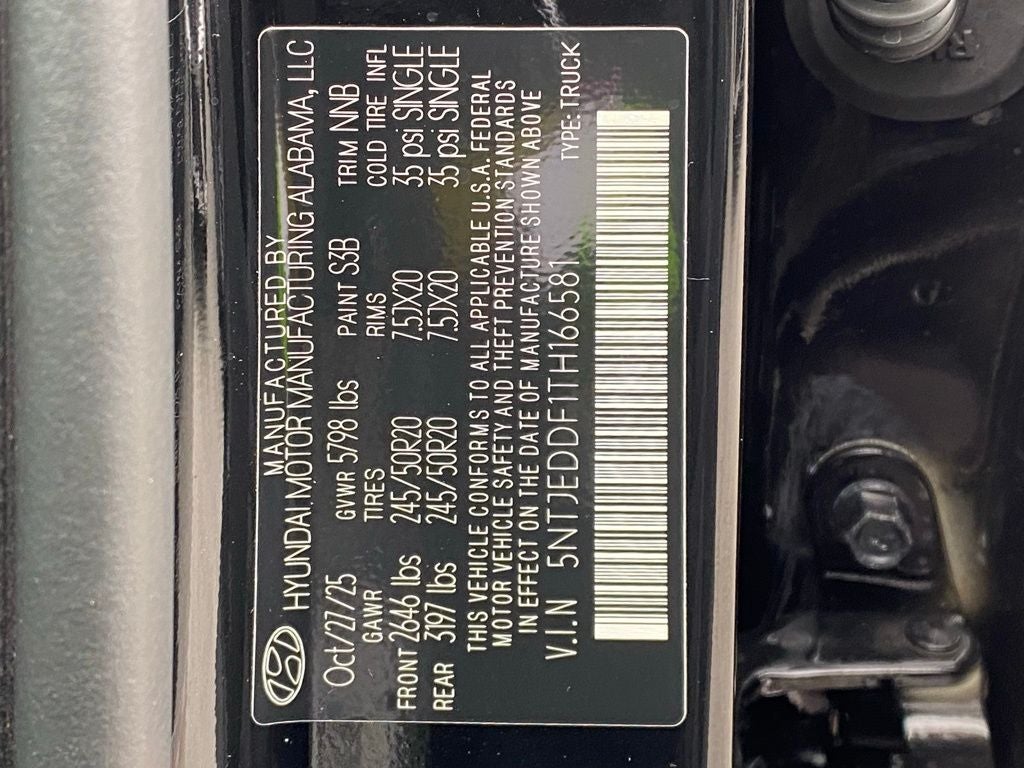 MANUFACTURED BY
HYUNDAI MOTOR MANUFACTURING ALABAMA, LLC
Oct/27/25 GVWR 5798 lbs PAINT S3B TRIM NNB
GAWR TIRES RIMS COLD TIRE INFL
FRONT 2646 lbs 245/50R20 7.5JX20 35 psi SINGLE
REAR 3197 lbs 245/50R20 7.5JX20 35 psi SINGLE
THIS VEHICLE CONFORMS TO ALL APPLICABLE U.S.A. FEDERAL
MOTOR VEHICLE SAFETY AND THEFT PREVENTION STANDARDS
IN EFFECT ON THE DATE OF MANUFACTURE SHOWN ABOVE
V.I.N 5NTJEDDF1TH166581 TYPE: TRUCK